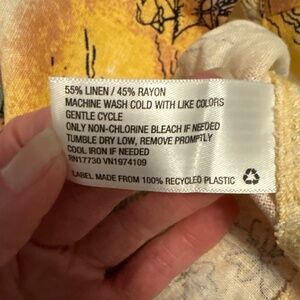 55% LINEN / 45% RAYON
MACHINE WASH COLD WITH LIKE COLORS
GENTLE CYCLE
ONLY NON-CHLORINE BLEACH IF NEEDED
TUMBLE DRY LOW, REMOVE PROMPTLY
COOL IRON IF NEEDED
RN17730 VN1974109
LABEL MADE FROM 100% RECYCLED PLASTIC